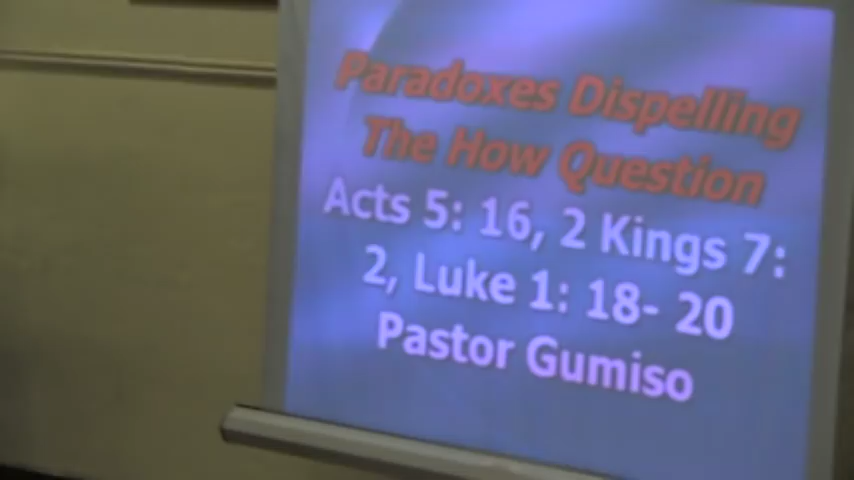 Paradoxes Dispelling
The How Question
Acts 5: 16, 2 Kings 7:
2, Luke 1: 18- 20
Pastor Gumiso